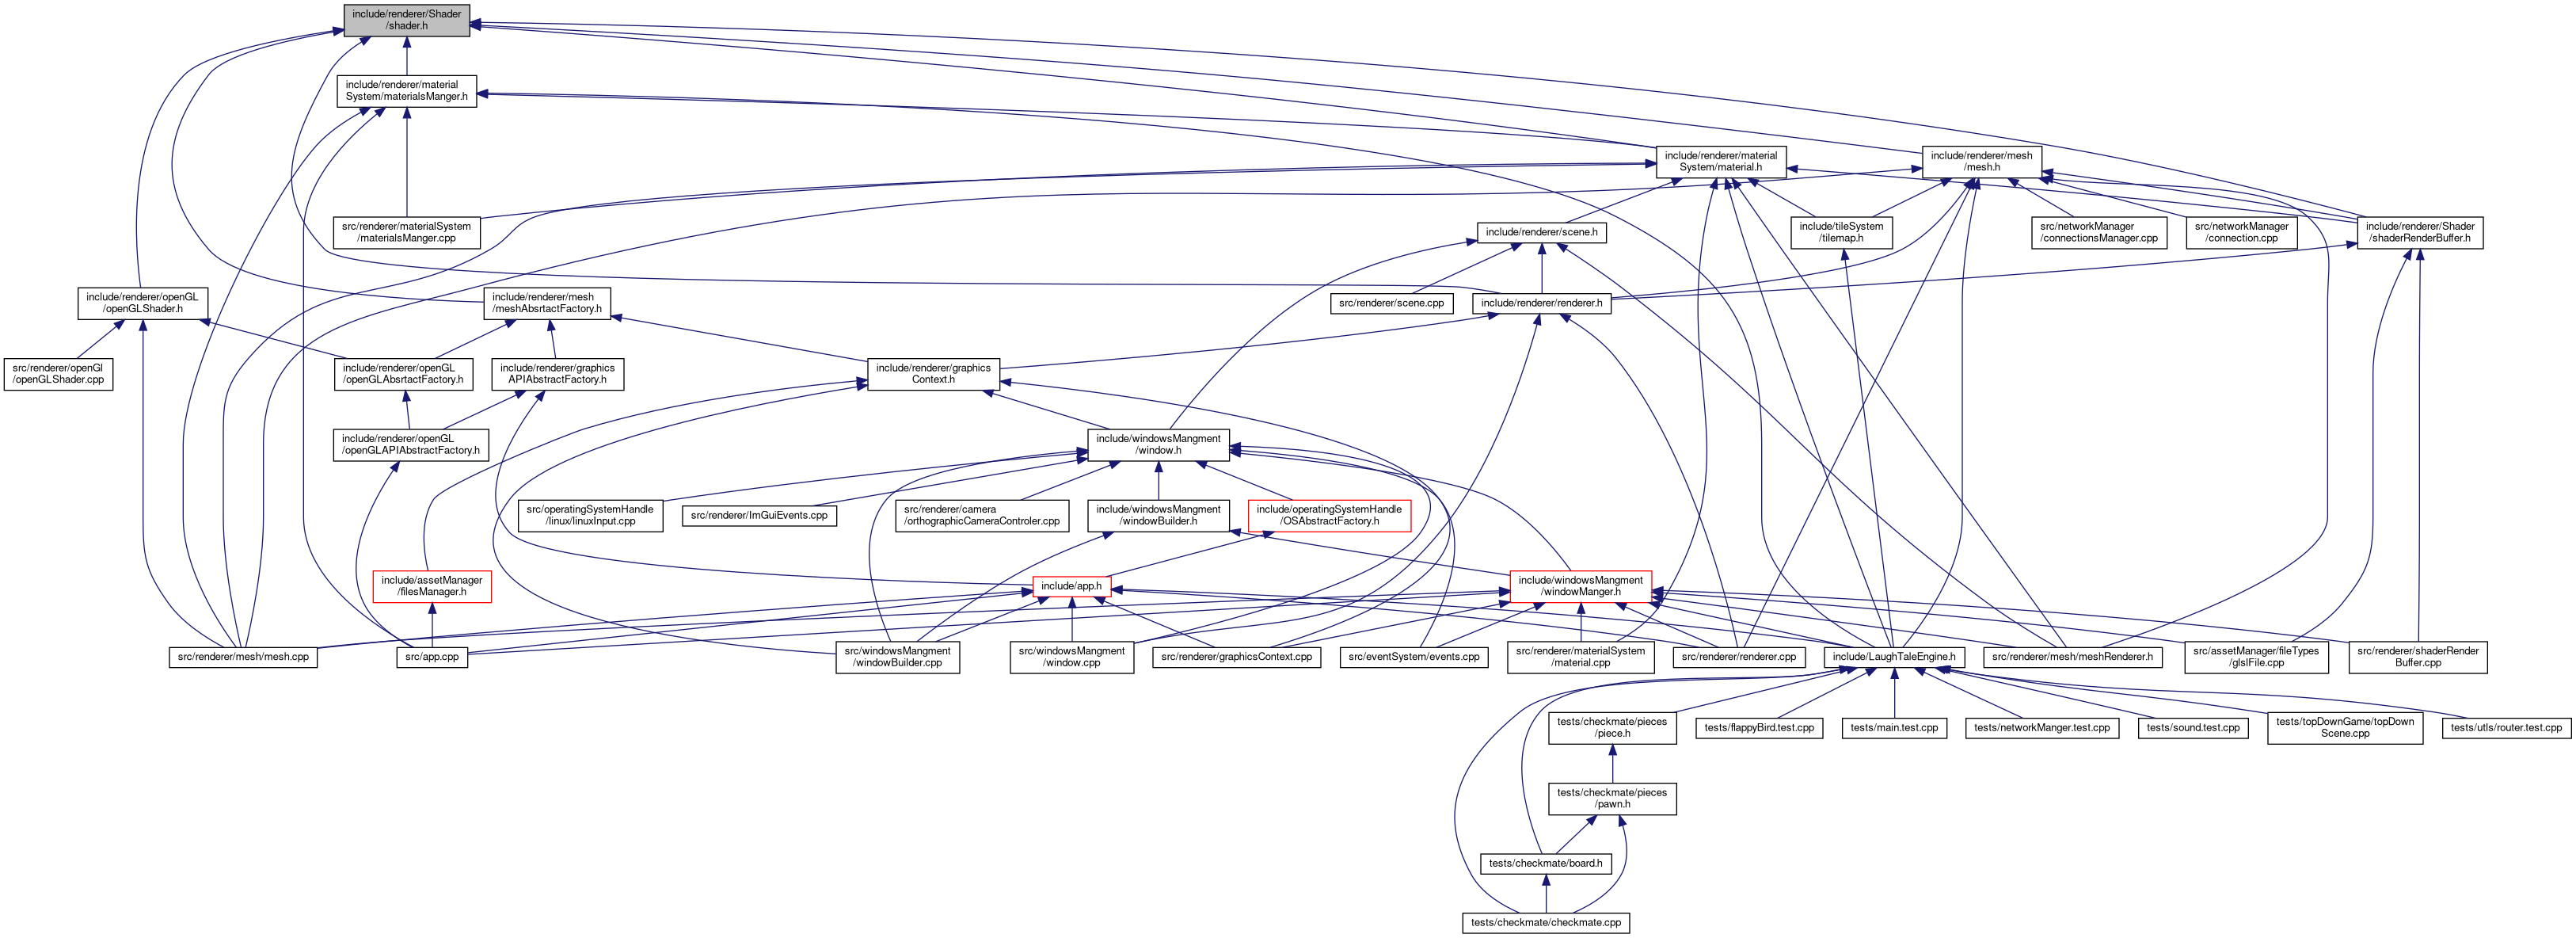 include/renderer/Shader
/shader.h
include/renderer/material
System/materialsManger.h
include/renderer/material
System/material.h
include/renderer/mesh
/mesh.h
src/renderer/materialSystem
/materialsManger.cpp
include/renderer/scene.h
include/tileSystem
/tilemap.h
src/networkManager
/connectionsManager.cpp
src/networkManager
/connection.cpp
include/renderer/Shader
/shaderRenderBuffer.h
include/renderer/openGL
/openGLShader.h
include/renderer/mesh
/meshAbsrtactFactory.h
src/renderer/scene.cpp
include/renderer/renderer.h
src/renderer/openGl
/openGLShader.cpp
include/renderer/openGL
/openGLAbsrtactFactory.h
include/renderer/graphics
APIAbstractFactory.h
include/renderer/graphics
Context.h
include/renderer/openGL
/openGLAPIAbstractFactory.h
include/windowsMangment
/window.h
src/operatingSystemHandle
/linux/linuxInput.cpp
src/renderer/ImGuiEvents.cpp
src/renderer/camera
/orthographicCameraControler.cpp
include/windowsMangment
/windowBuilder.h
include/operatingSystemHandle
/OSAbstractFactory.h
include/assetManager
/filesManager.h
include/app.h
include/windowsMangment
/windowManger.h
src/renderer/mesh/mesh.cpp
src/app.cpp
src/windowsMangment
/windowBuilder.cpp
src/windowsMangment
/window.cpp
src/renderer/graphicsContext.cpp
src/eventSystem/events.cpp
src/renderer/materialSystem
/material.cpp
src/renderer/renderer.cpp
include/LaughTaleEngine.h
src/renderer/mesh/meshRenderer.h
src/assetManager/fileTypes
/glslFile.cpp
src/renderer/shaderRender
Buffer.cpp
tests/checkmate/pieces
/piece.h
tests/flappyBird.test.cpp
tests/main.test.cpp
tests/networkManger.test.cpp
tests/sound.test.cpp
tests/topDownGame/topDown
Scene.cpp
tests/utls/router.test.cpp
tests/checkmate/pieces
/pawn.h
tests/checkmate/board.h
tests/checkmate/checkmate.cpp